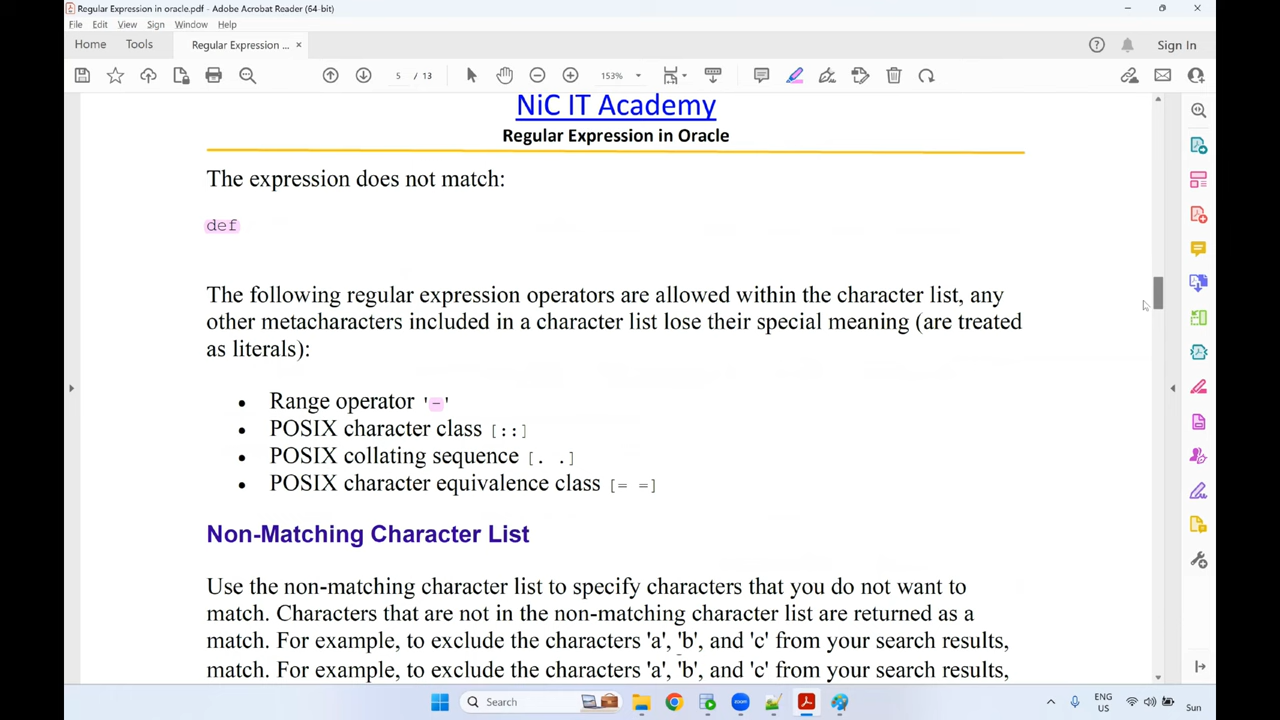 Regular Expression in oracle.pdf - Adobe Acrobat Reader (64-bit)
File Edit View Sign Window Help
Home Tools Regular Expression ... × Sign In
5 / 13 153%
NiC IT Academy
Regular Expression in Oracle
The expression does not match:
def
The following regular expression operators are allowed within the character list, any
other metacharacters included in a character list lose their special meaning (are treated
as literals):
• Range operator '-'
• POSIX character class [::]
• POSIX collating sequence [. .]
• POSIX character equivalence class [= =]
Non-Matching Character List
Use the non-matching character list to specify characters that you do not want to
match. Characters that are not in the non-matching character list are returned as a
match. For example, to exclude the characters 'a', 'b', and 'c' from your search results,
match. For example, to exclude the characters 'a', 'b', and 'c' from your search results,
Search zoom ENG
US Sun